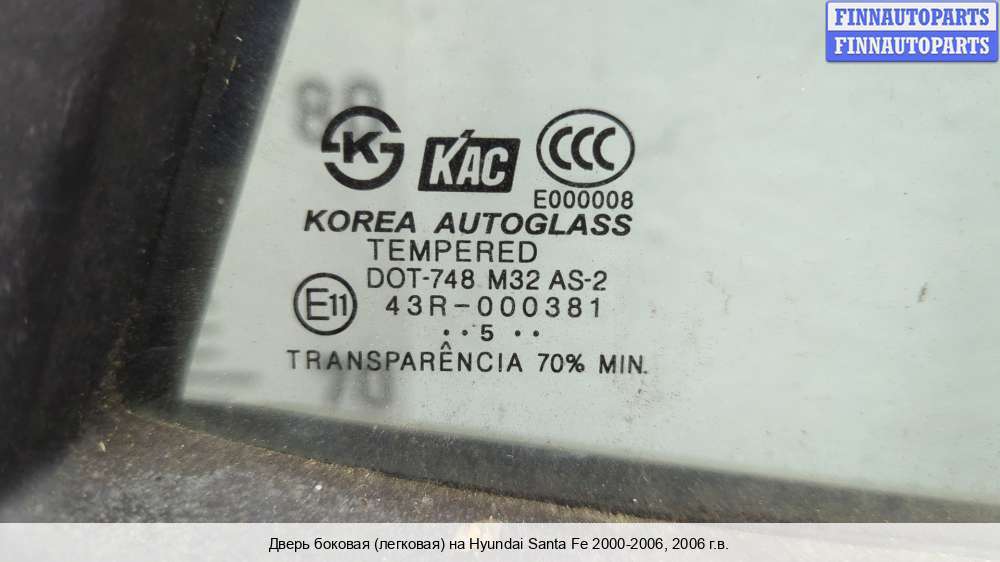 FINNAUTOPARTS
FINNAUTOPARTS
K KAC CCC
E000008
KOREA AUTOGLASS
TEMPERED
DOT-748 M32 AS-2
E11 43R-000381
··5 ··
TRANSPARÊNCIA 70% MIN.
Дверь боковая (легковая) на Hyundai Santa Fe 2000-2006, 2006 г.в.